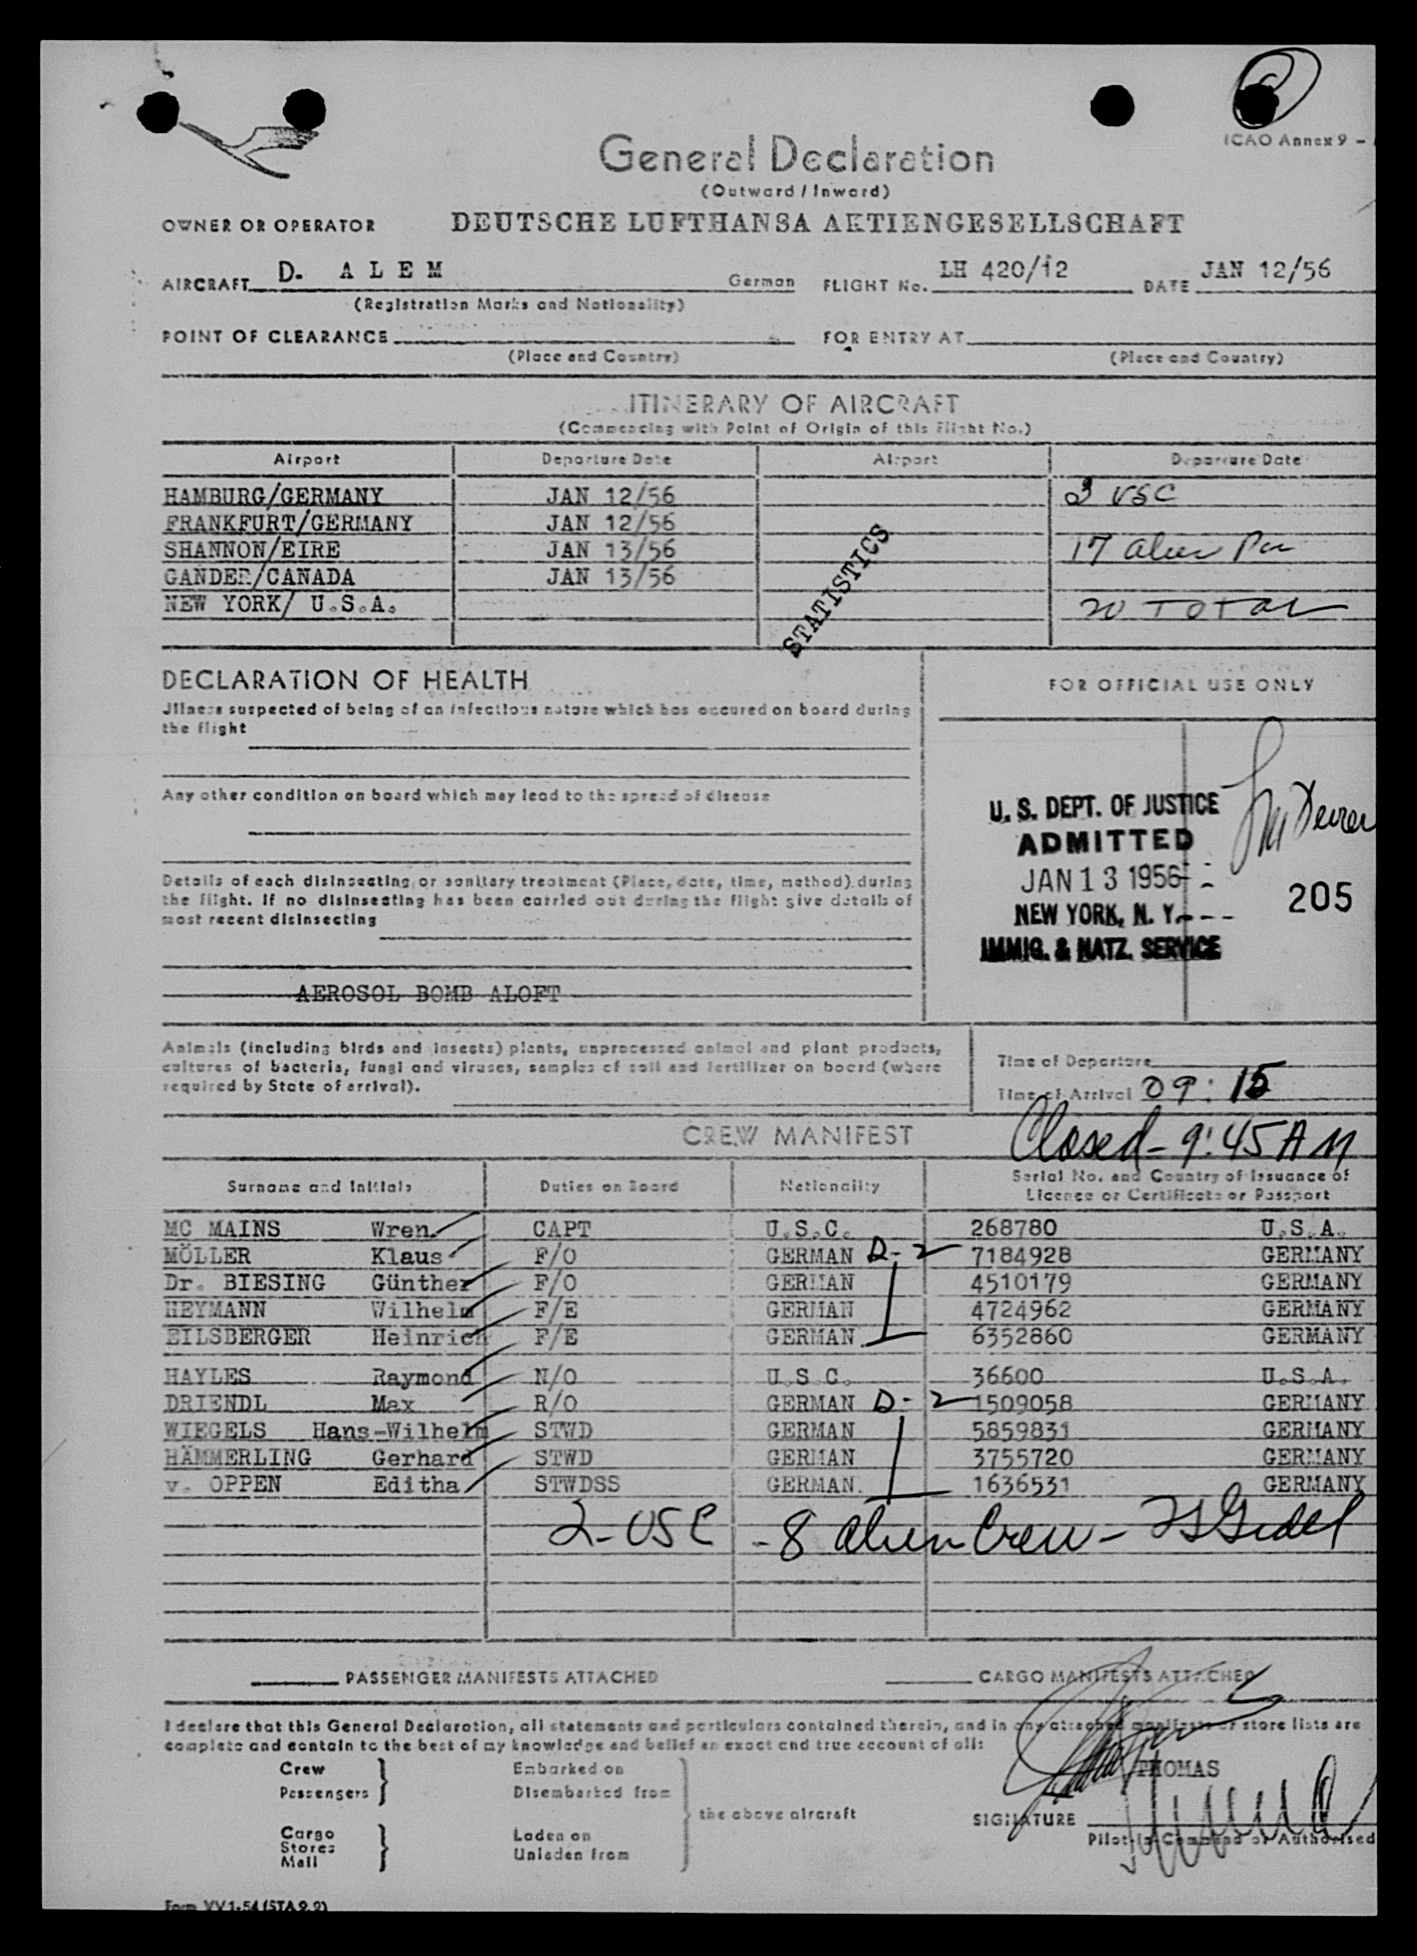 ICAO Annex 9 -
General Declaration
(Outward / Inward)
OWNER OR OPERATOR DEUTSCHE LUFTHANSA AKTIENGESELLSCHAFT
AIRCRAFT D. A L E M German FLIGHT No. LH 420/12 DATE JAN 12/56
(Registration Marks and Nationality)
POINT OF CLEARANCE FOR ENTRY AT
(Place and Country) (Place and Country)
ITINERARY OF AIRCRAFT
(Commencing with Point of Origin of this Flight No.)
Airport Departure Date Airport Departure Date
HAMBURG/GERMANY JAN 12/56 3 USC
FRANKFURT/GERMANY JAN 12/56
SHANNON/EIRE JAN 13/56 17 alien Pax
GANDER/CANADA JAN 13/56
NEW YORK/ U.S.A. 20 TOTAL
STATISTICS
DECLARATION OF HEALTH
Illness suspected of being of an infectious nature which has occured on board during
the flight
Any other condition on board which may lead to the spread of disease
Details of each disinsecting or sanitary treatment (Place, date, time, method) during
the flight. If no disinsecting has been carried out during the flight give details of
most recent disinsecting
AEROSOL BOMB ALOFT
FOR OFFICIAL USE ONLY
U. S. DEPT. OF JUSTICE
ADMITTED
JAN 13 1956
NEW YORK, N. Y.
IMMIG. & NATZ. SERVICE
205
Animals (including birds and insects) plants, unprocessed animal and plant products,
cultures of bacteria, fungi and viruses, samples of soil and fertilizer on board (where
required by State of arrival).
Time of Departure
Time of Arrival 09:15
Closed - 9:45 AM
CREW MANIFEST
Surname and Initials Duties on Board Nationality Serial No. and Country of Issuance of
Licence or Certificate or Passport
MC MAINS Wren CAPT U.S.C. 268780 U.S.A.
MÖLLER Klaus F/O GERMAN D-2 7184928 GERMANY
Dr. BIESING Günther F/O GERMAN 4510179 GERMANY
HEYMANN Wilhelm F/E GERMAN 4724962 GERMANY
EILSBERGER Heinrich F/E GERMAN 6352860 GERMANY
HAYLES Raymond N/O U.S.C. 36600 U.S.A.
DRIENDL Max R/O GERMAN D-2 1509058 GERMANY
WIEGELS Hans-Wilhelm STWD GERMAN 5859831 GERMANY
HÄMMERLING Gerhard STWD GERMAN 3755720 GERMANY
v. OPPEN Editha STWDSS GERMAN 1636531 GERMANY
2-USC - 8 alien Crew -
PASSENGER MANIFESTS ATTACHED CARGO MANIFESTS ATTACHED
I declare that this General Declaration, all statements and particulars contained therein, and in any attached manifests or store lists are
complete and contain to the best of my knowledge and belief an exact and true account of all:
Crew Embarked on
Passengers Disembarked from
the above aircraft
Cargo Laden on
Stores Unladen from
Mail
THOMAS
SIGNATURE
Pilot-in-Command or Authorised
Form VV1-54 (STA 9.9)